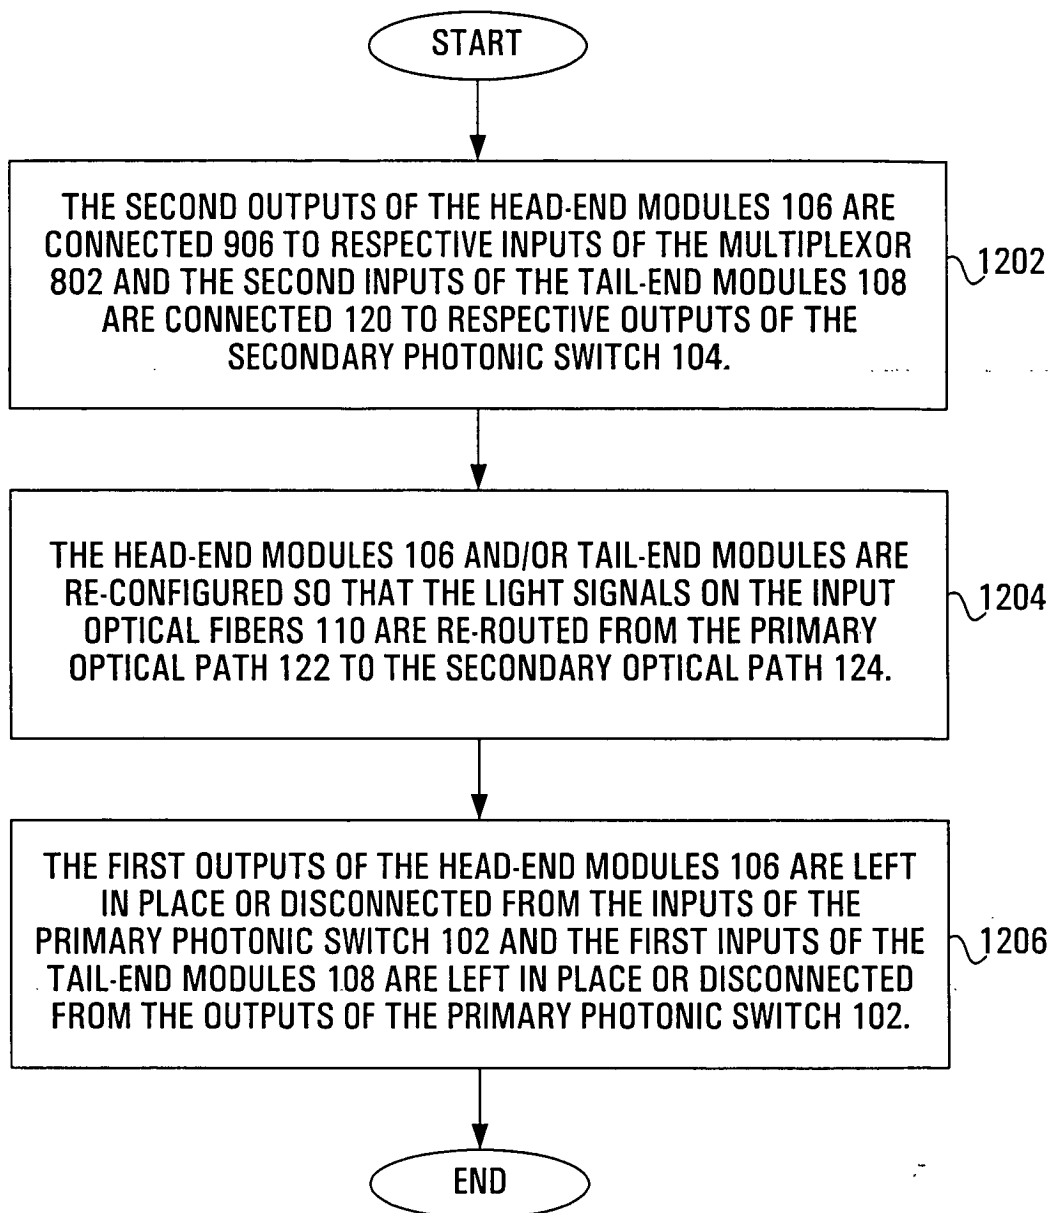 START
THE SECOND OUTPUTS OF THE HEAD-END MODULES 106 ARE
CONNECTED 906 TO RESPECTIVE INPUTS OF THE MULTIPLEXOR
802 AND THE SECOND INPUTS OF THE TAIL-END MODULES 108
ARE CONNECTED 120 TO RESPECTIVE OUTPUTS OF THE
SECONDARY PHOTONIC SWITCH 104.
1202
THE HEAD-END MODULES 106 AND/OR TAIL-END MODULES ARE
RE-CONFIGURED SO THAT THE LIGHT SIGNALS ON THE INPUT
OPTICAL FIBERS 110 ARE RE-ROUTED FROM THE PRIMARY
OPTICAL PATH 122 TO THE SECONDARY OPTICAL PATH 124.
1204
THE FIRST OUTPUTS OF THE HEAD-END MODULES 106 ARE LEFT
IN PLACE OR DISCONNECTED FROM THE INPUTS OF THE
PRIMARY PHOTONIC SWITCH 102 AND THE FIRST INPUTS OF THE
TAIL-END MODULES 108 ARE LEFT IN PLACE OR DISCONNECTED
FROM THE OUTPUTS OF THE PRIMARY PHOTONIC SWITCH 102.
1206
END